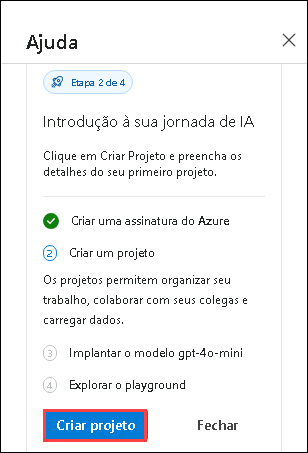 Ajuda
Etapa 2 de 4
Introdução à sua jornada de IA
Clique em Criar Projeto e preencha os
detalhes do seu primeiro projeto.
Criar uma assinatura do Azure
2 Criar um projeto
Os projetos permitem organizar seu
trabalho, colaborar com seus colegas e
carregar dados.
3 Implantar o modelo gpt-4o-mini
4 Explorar o playground
Criar projeto Fechar